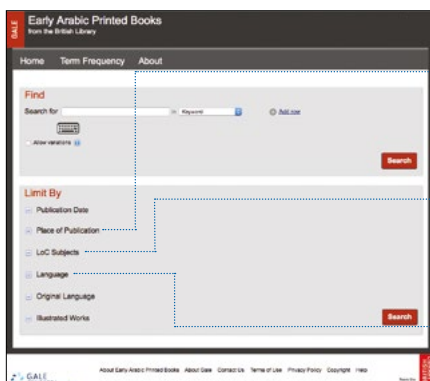 GALE
Early Arabic Printed Books
from the British Library
Home Term Frequency About
Find
Search for in Keyword Add row
Allow variations
Search
Limit By
Publication Date
Place of Publication
LoC Subjects
Language
Original Language
Illustrated Works
Search
GALE
About Early Arabic Printed Books About Gale Contact Us Terms of Use Privacy Policy Copyright Help
BRITISH